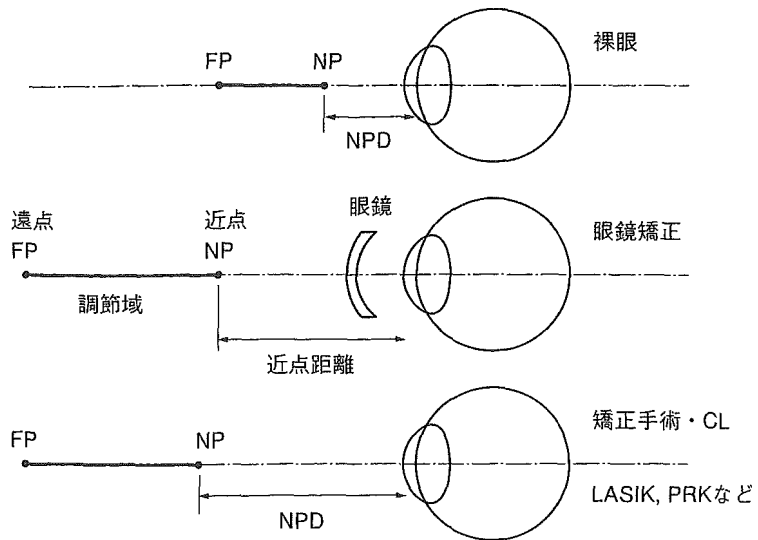 FP NP 裸眼
NPD
遠点 近点 眼鏡
FP NP 眼鏡矯正
調節域
近点距離
FP NP 矯正手術・CL
NPD LASIK, PRKなど